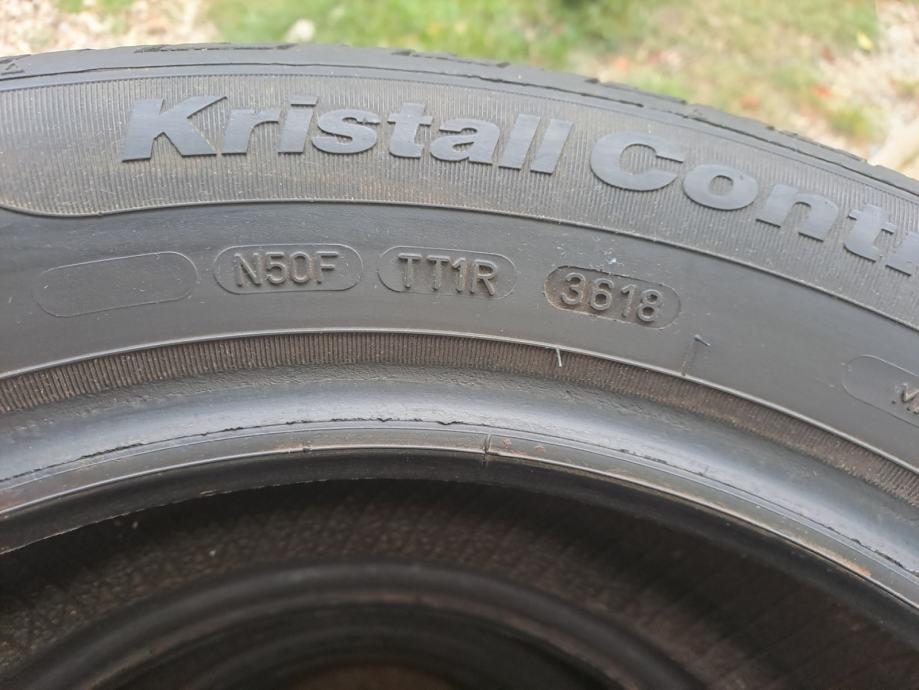 Kristall Cont
N50F TT1R 3618